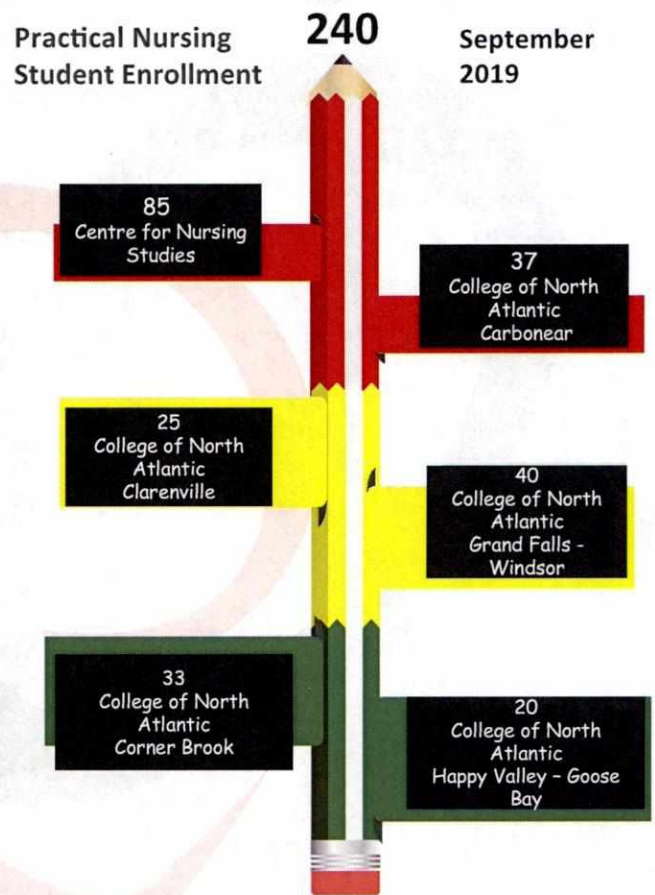 Practical Nursing
Student Enrollment
240
September
2019
85
Centre for Nursing
Studies
37
College of North
Atlantic
Carbonear
25
College of North
Atlantic
Clarenville
40
College of North
Atlantic
Grand Falls -
Windsor
33
College of North
Atlantic
Corner Brook
20
College of North
Atlantic
Happy Valley – Goose
Bay